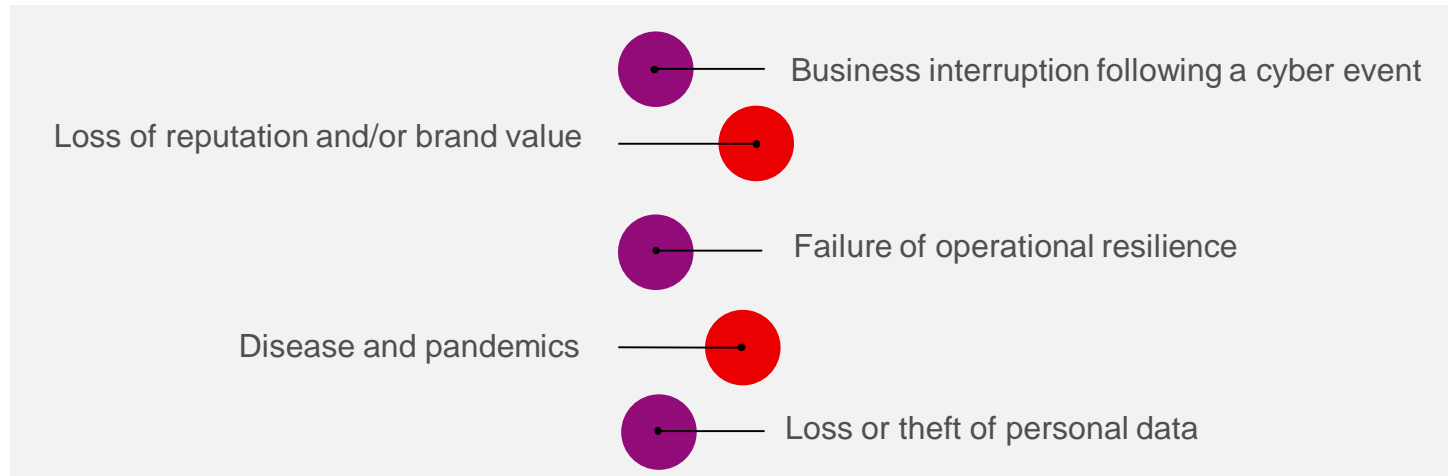 Business interruption following a cyber event
Loss of reputation and/or brand value
Failure of operational resilience
Disease and pandemics
Loss or theft of personal data